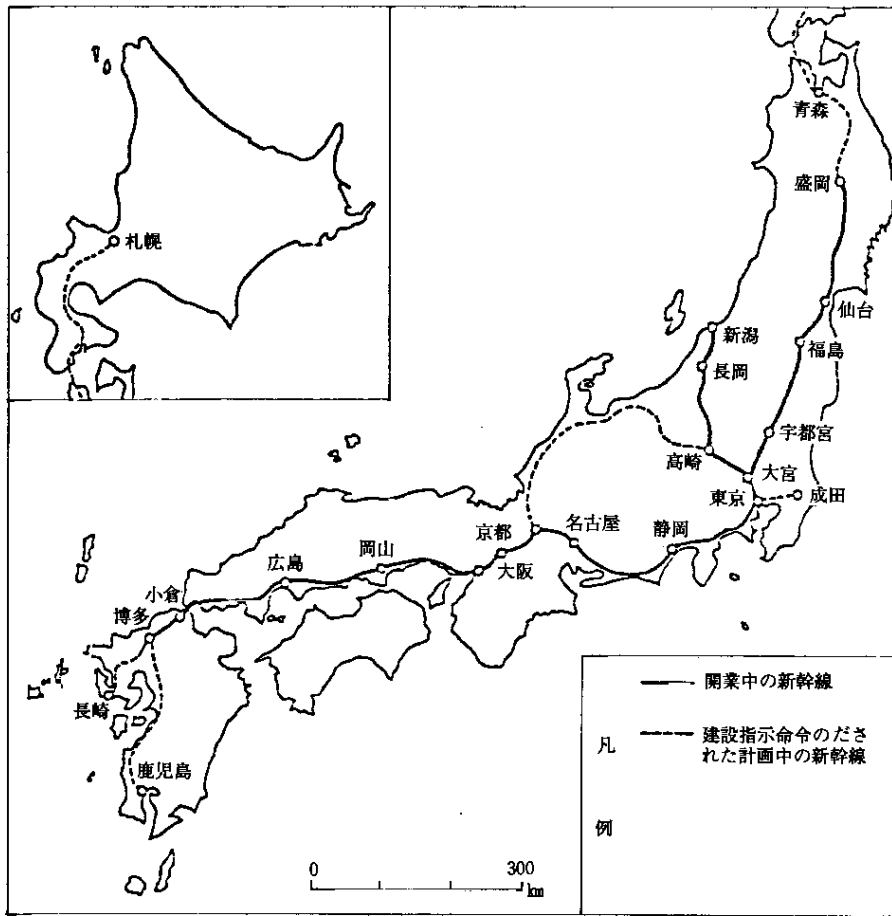 札幌
青森
盛岡
仙台
新潟
福島
長岡
宇都宮
高崎
大宮
東京
成田
京都
名古屋
静岡
岡山
大阪
広島
小倉
博多
長崎
鹿児島
0 300
km
凡例
開業中の新幹線
建設指示命令のださ
れた計画中の新幹線